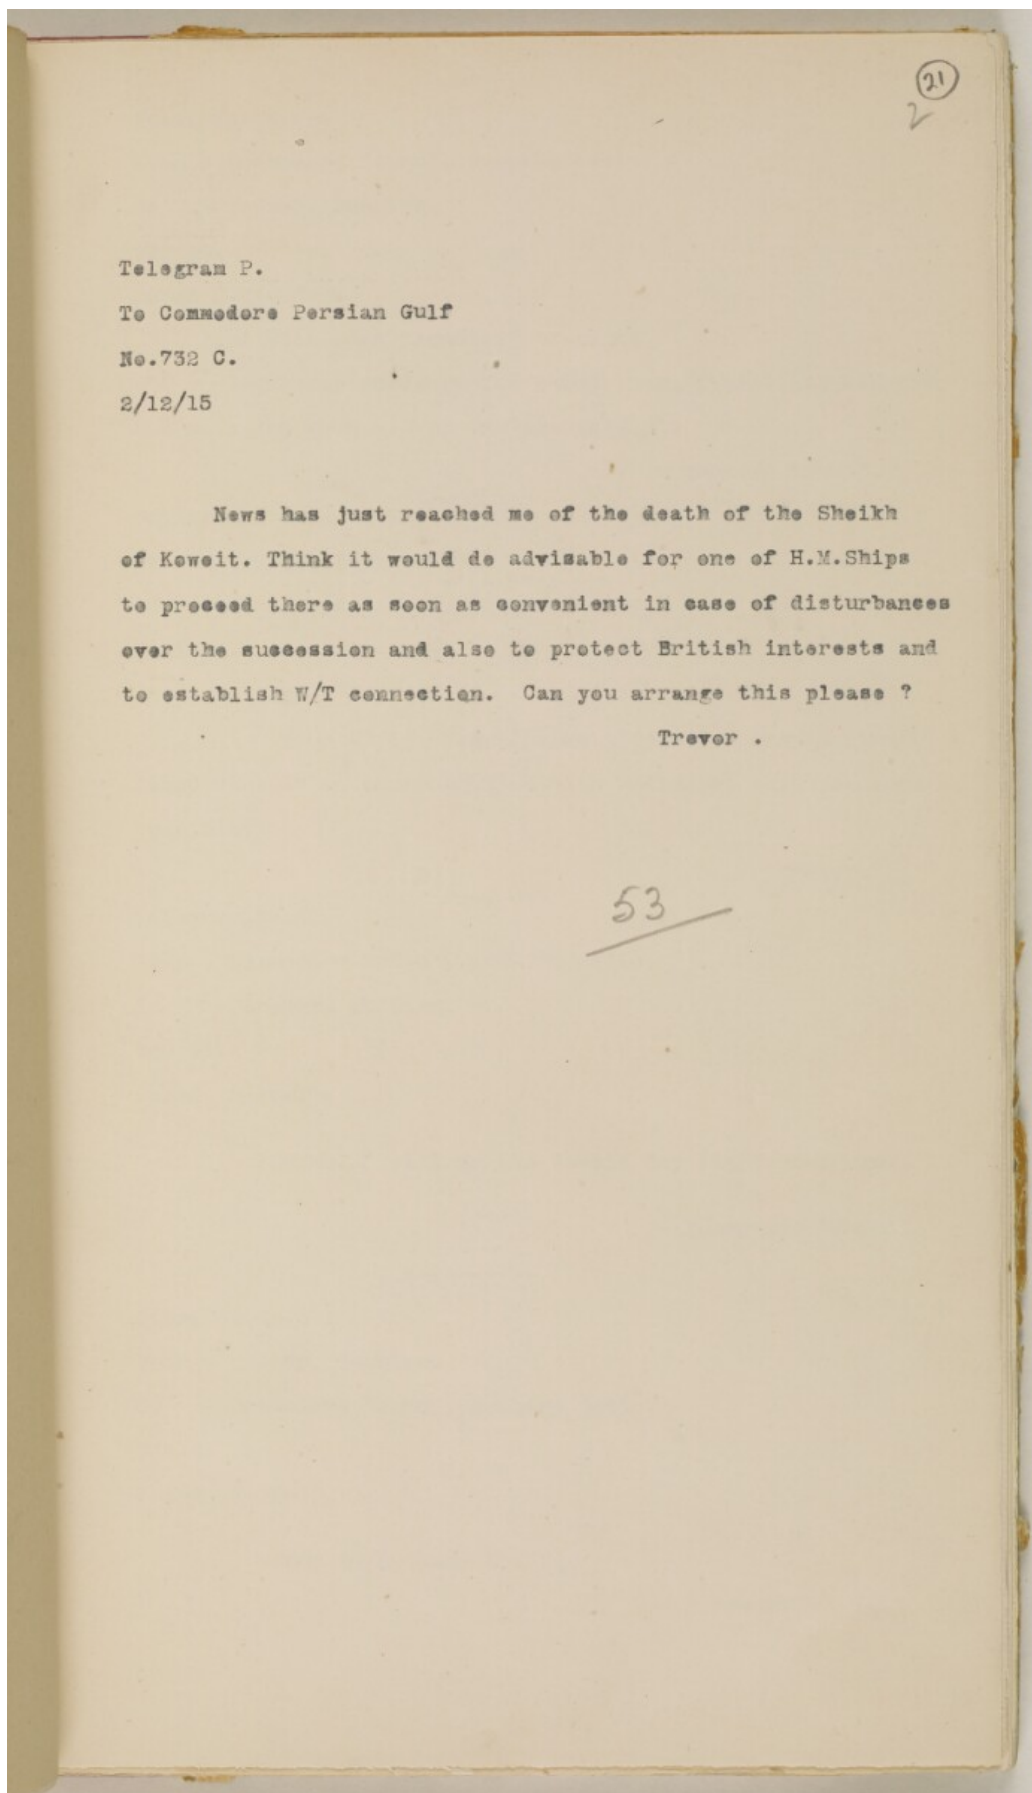 21
2
Telegram P.
To Commodore Persian Gulf
No.732 C.
2/12/15
News has just reached me of the death of the Sheikh
of Koweit. Think it would de advisable for one of H.M.Ships
to proceed there as soon as convenient in case of disturbances
over the succession and also to protect British interests and
to establish W/T connection. Can you arrange this please ?
Trevor .
53